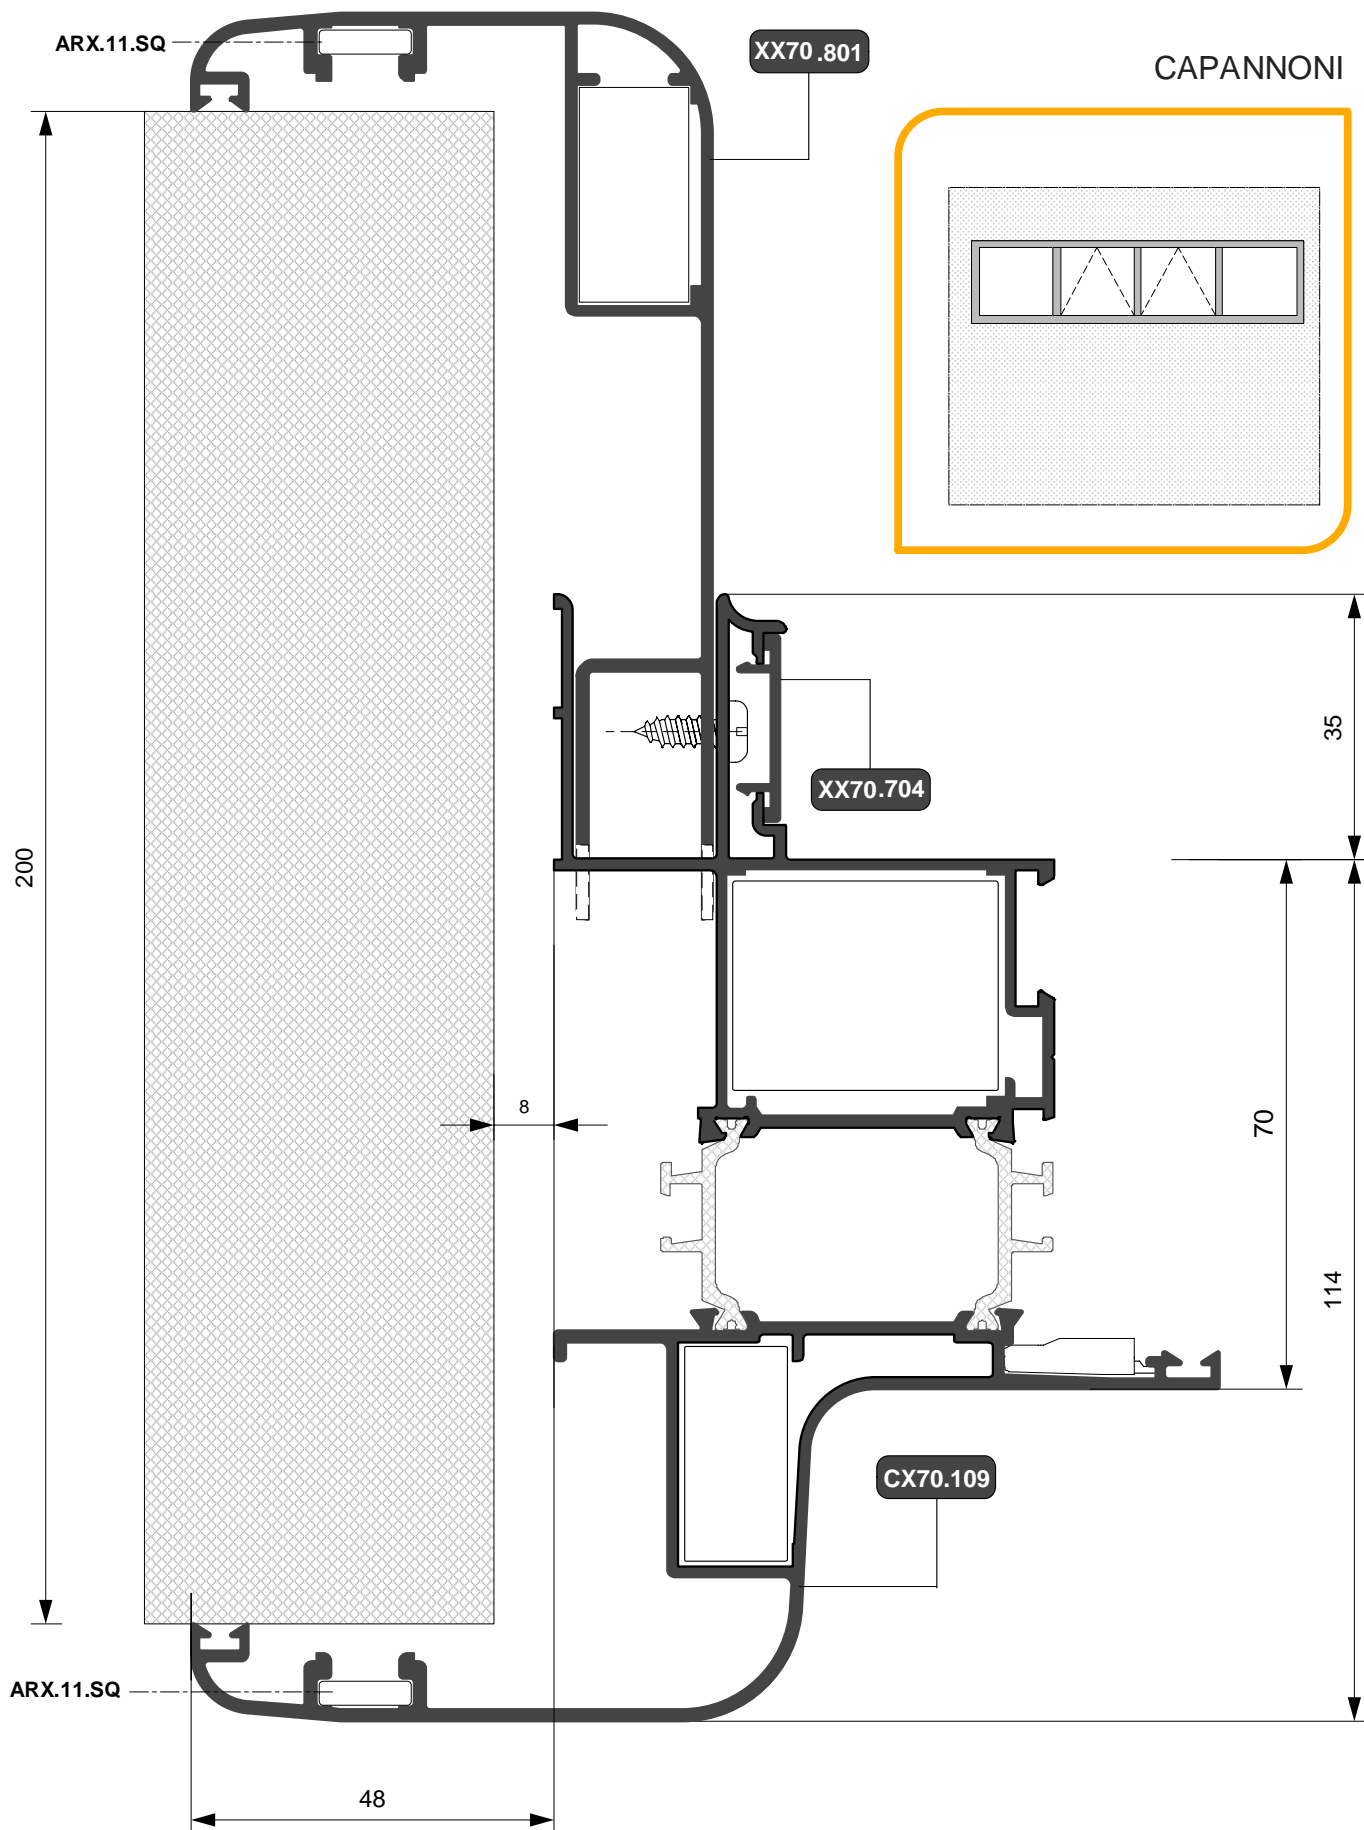 ARX.11.SQ
XX70 .801
CAPANNONI
35
XX70.704
200
8
70
114
CX70.109
ARX.11.SQ
48